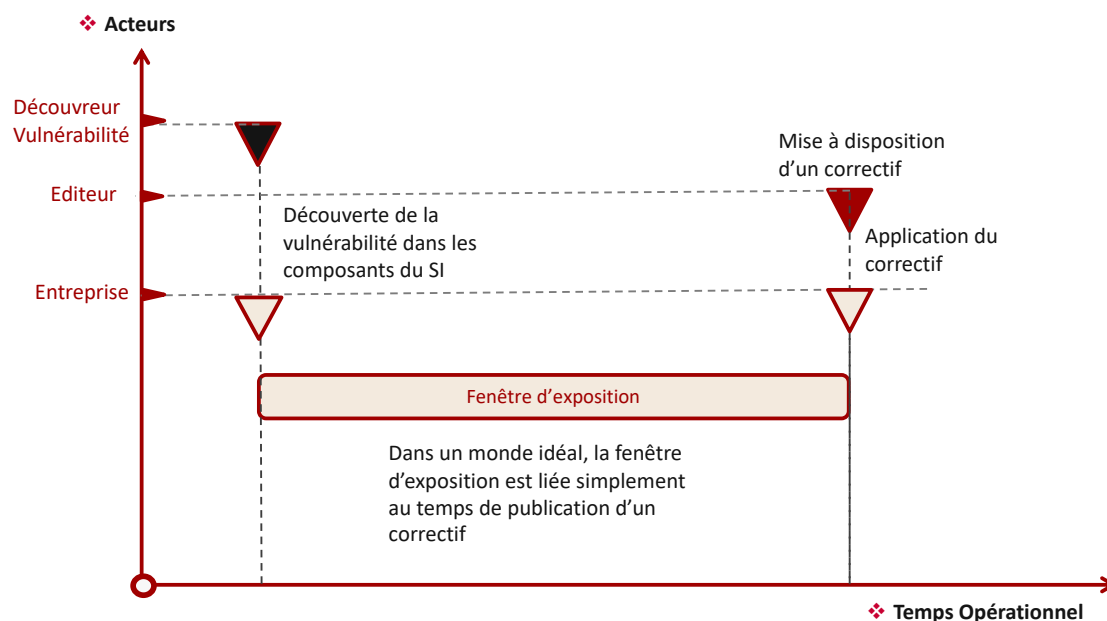 ❖ Acteurs
Découvreur
Vulnérabilité
Mise à disposition
d’un correctif
Editeur
Découverte de la
vulnérabilité dans les
composants du SI
Application du
correctif
Entreprise
Fenêtre d’exposition
Dans un monde idéal, la fenêtre
d’exposition est liée simplement
au temps de publication d’un
correctif
❖ Temps Opérationnel